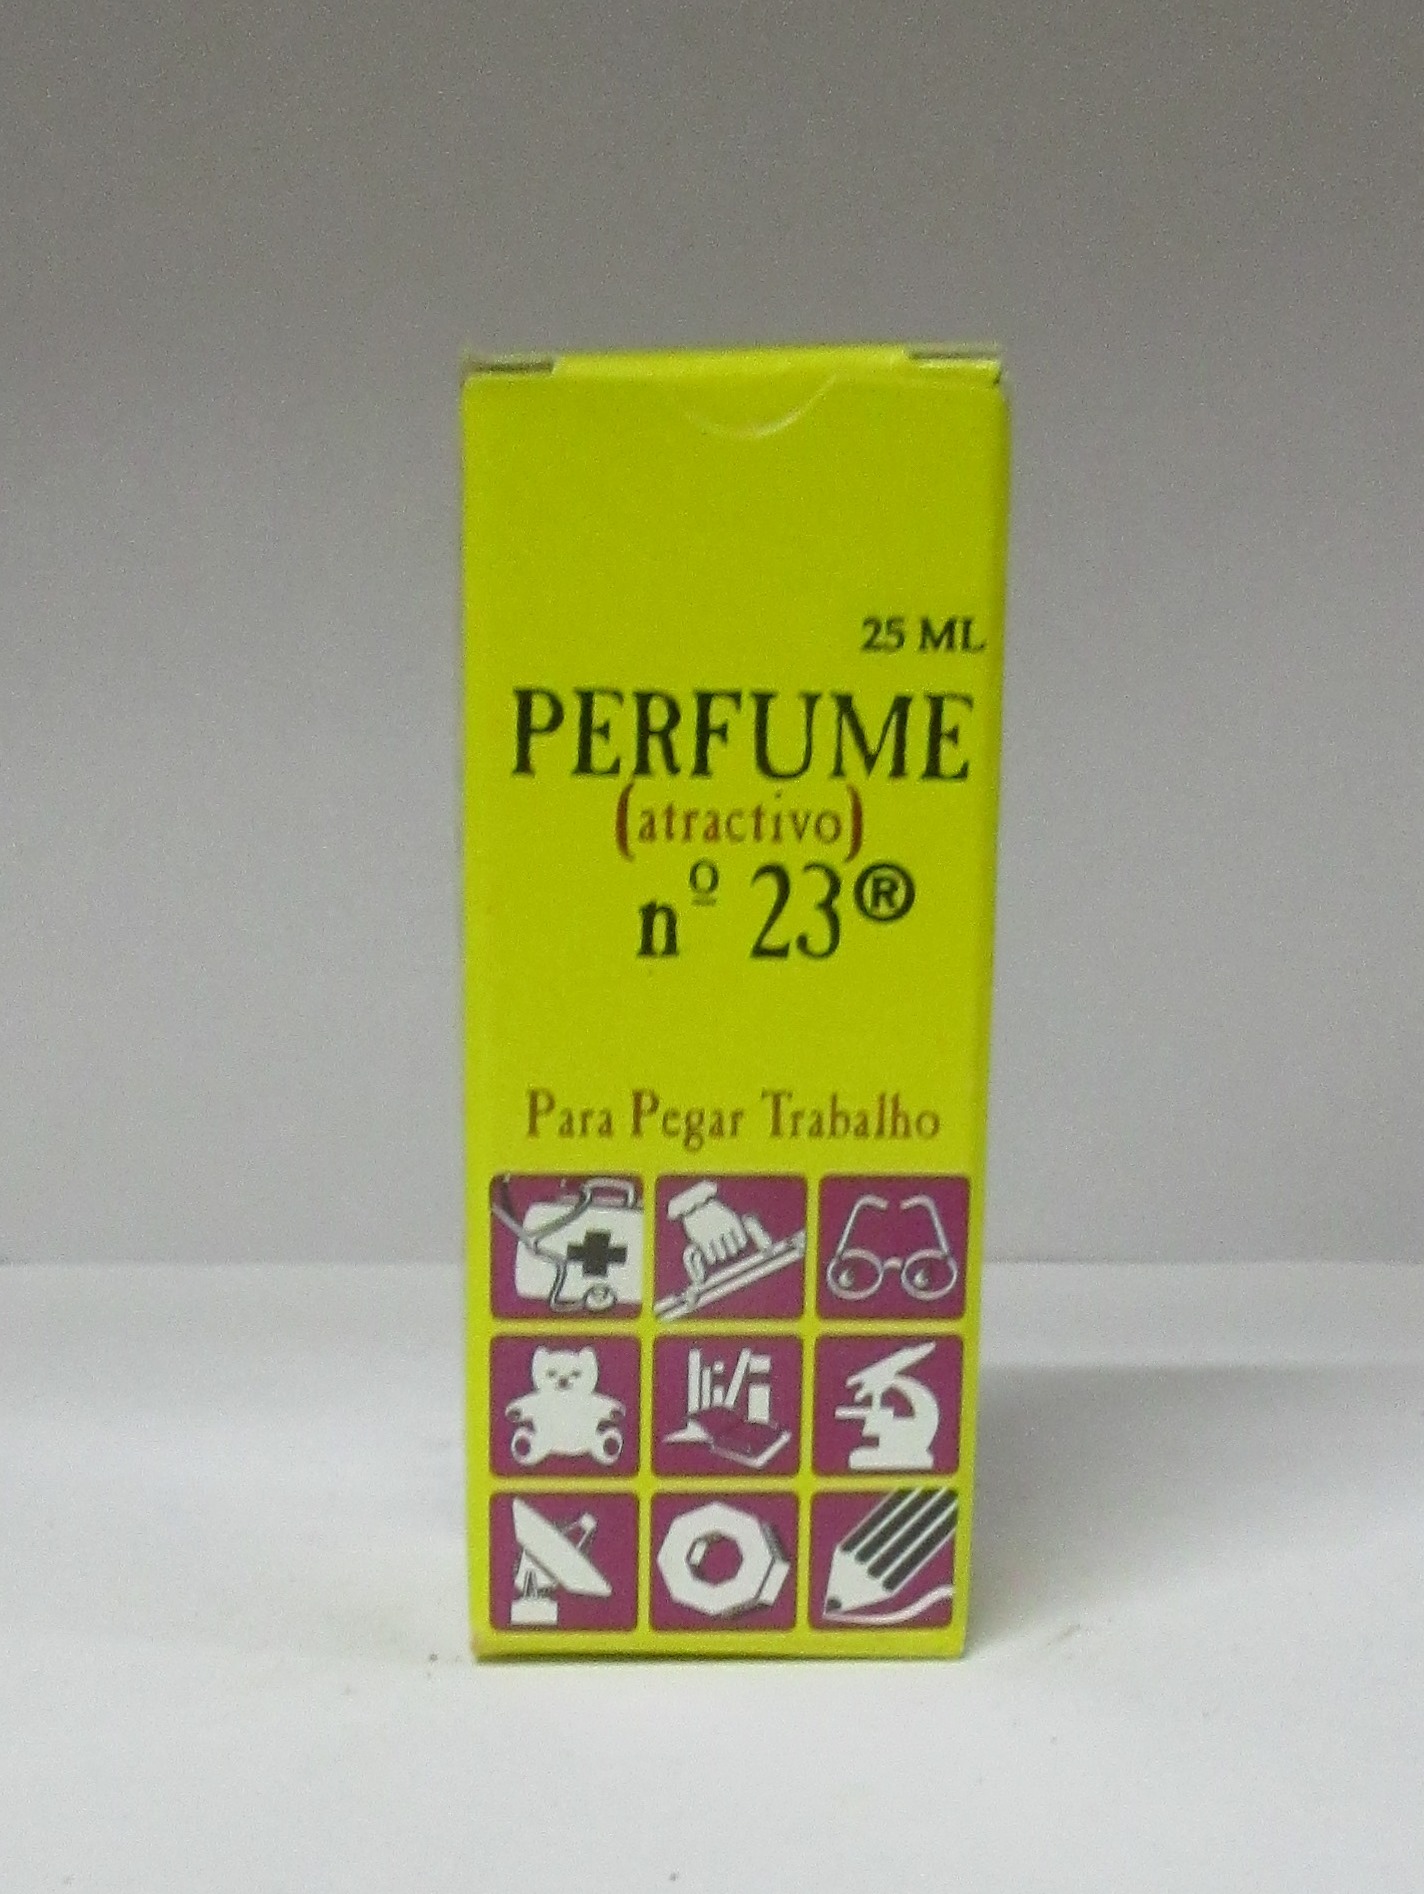 25 ML
PERFUME
(atractivo)
nº 23®
Para Pegar Trabalho